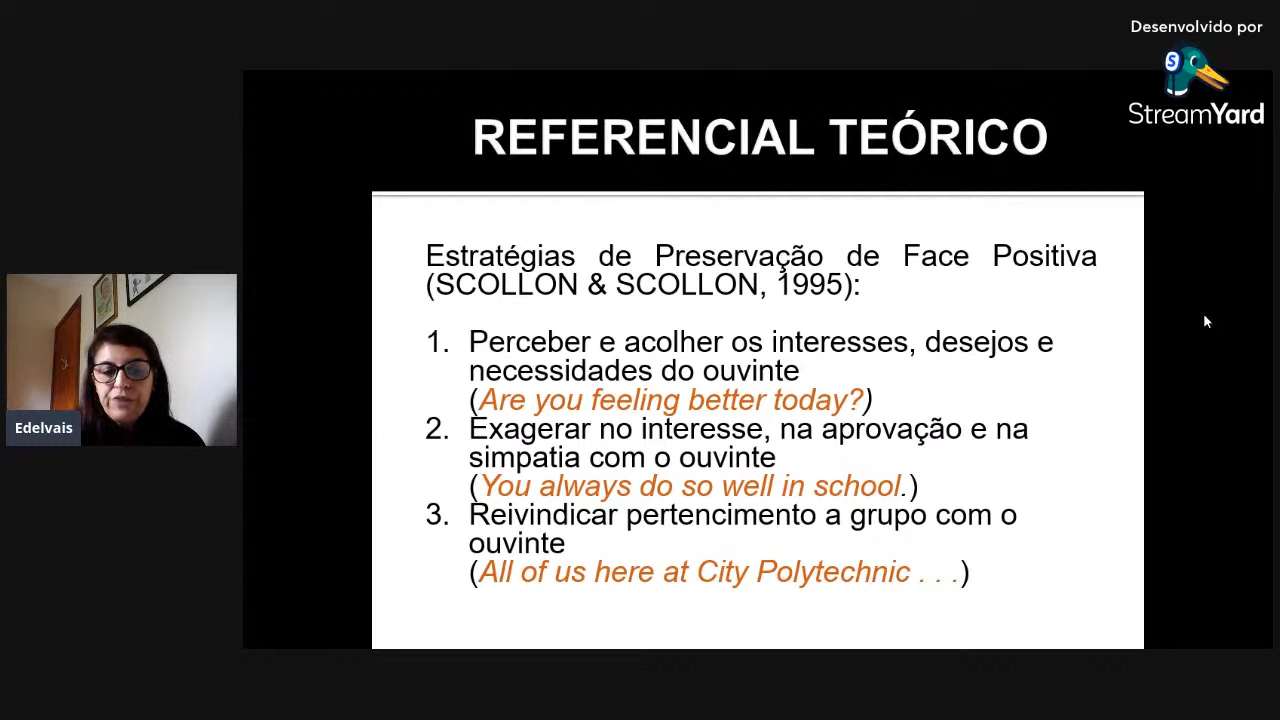 Desenvolvido por
StreamYard
REFERENCIAL TEÓRICO
Estratégias de Preservação de Face Positiva
(SCOLLON & SCOLLON, 1995):
1. Perceber e acolher os interesses, desejos e
necessidades do ouvinte
(Are you feeling better today?)
2. Exagerar no interesse, na aprovação e na
simpatia com o ouvinte
(You always do so well in school.)
3. Reivindicar pertencimento a grupo com o
ouvinte
(All of us here at City Polytechnic . . .)
Edelvais